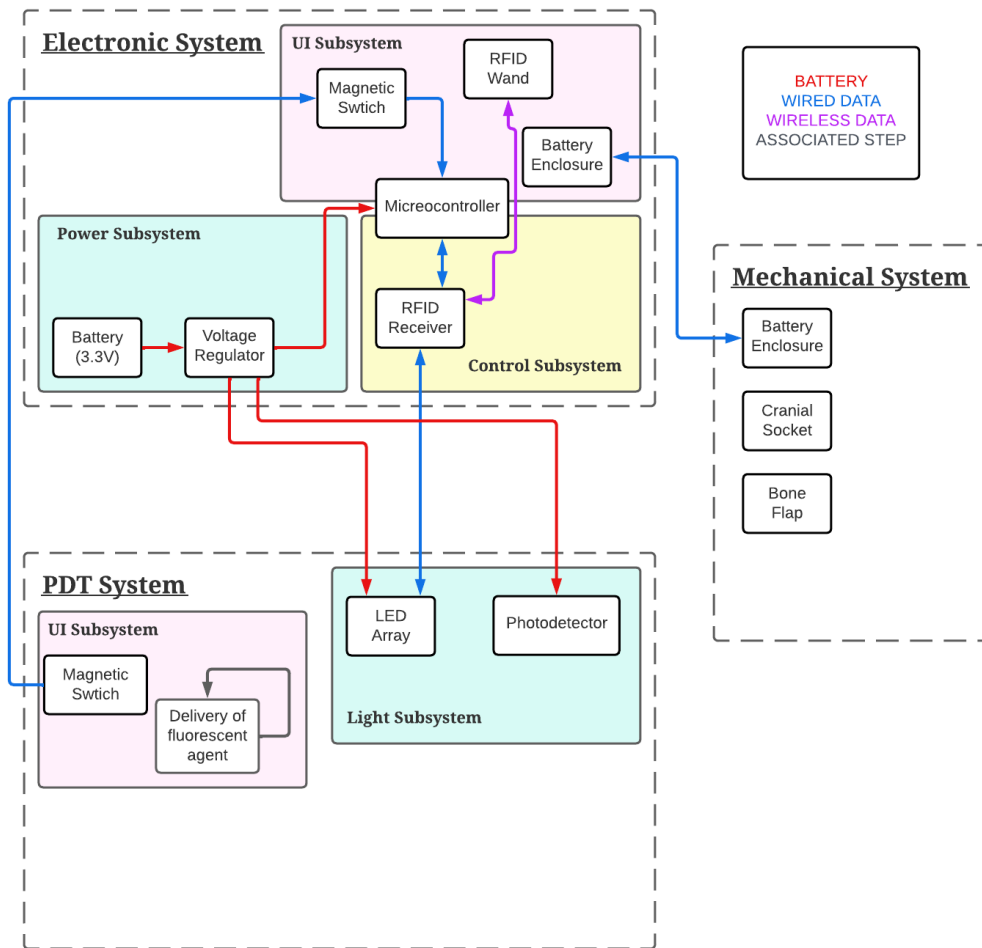 Electronic System
UI Subsystem
Magnetic
Swtich
RFID
Wand
Battery
Enclosure
Micreocontroller
Power Subsystem
Battery
(3.3V)
Voltage
Regulator
RFID
Receiver
Control Subsystem
BATTERY
WIRED DATA
WIRELESS DATA
ASSOCIATED STEP
Mechanical System
Battery
Enclosure
Cranial
Socket
Bone
Flap
PDT System
UI Subsystem
Magnetic
Swtich
Delivery of
fluorescent
agent
LED
Array
Photodetector
Light Subsystem